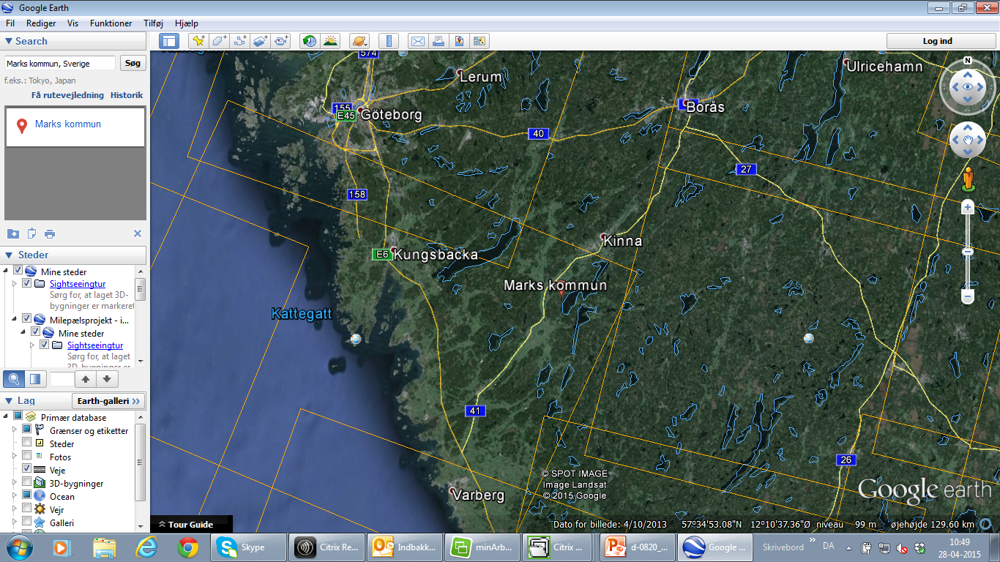 Google Earth
Fil Rediger Vis Funktioner Tilføj Hjælp
Search
Marks kommun, Sverige Søg
f.eks.: Tokyo, Japan
Få rutevejledning Historik
Marks kommun
Steder
Mine steder
Sightseeingtur
Sørg for, at laget 3D-
bygninger er markeret
Milepælsprojekt - i...
Mine steder
Sightseeingtur
Sørg for, at laget
Lag Earth-galleri
Primær database
Grænser og etiketter
Steder
Fotos
Veje
3D-bygninger
Ocean
Vejr
Galleri
Log ind
N
574
Lerum
Ulricehamn
155
E45
Göteborg
Borås
40
27
158
Kinna
E6
Kungsbacka
Marks kommun
Kattegatt
41
26
Varberg
© SPOT IMAGE
Image Landsat
© 2015 Google
Google earth
Tour Guide
Dato for billede: 4/10/2013 57°34'53.08"N 12°10'37.36"Ø niveau 99 m øjehøjde 129.60 km
Skype
Citrix Re...
Indbakk...
minArb...
Citrix ...
d-0820_...
Google ...
Skrivebord
DA
10:49
28-04-2015